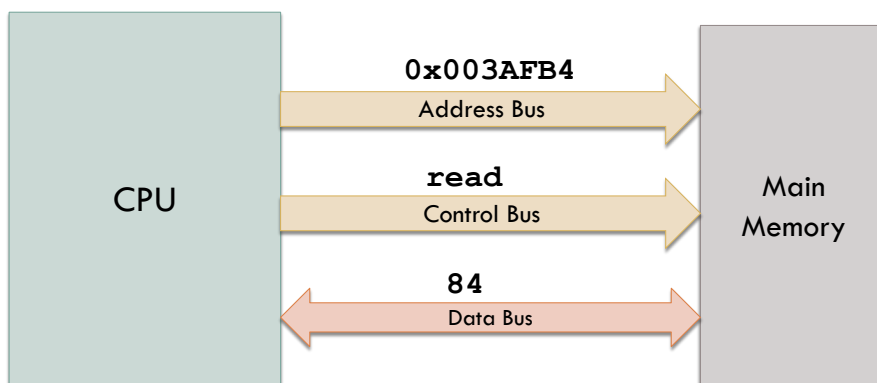 0x003AFB4
Address Bus
CPU
read
Control Bus
Main
Memory
84
Data Bus